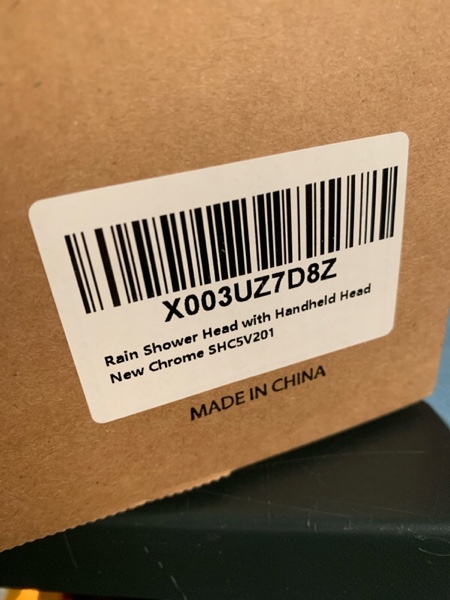 X003UZ7D8Z
Rain Shower Head with Handheld Head
New Chrome SHC5V201
MADE IN CHINA